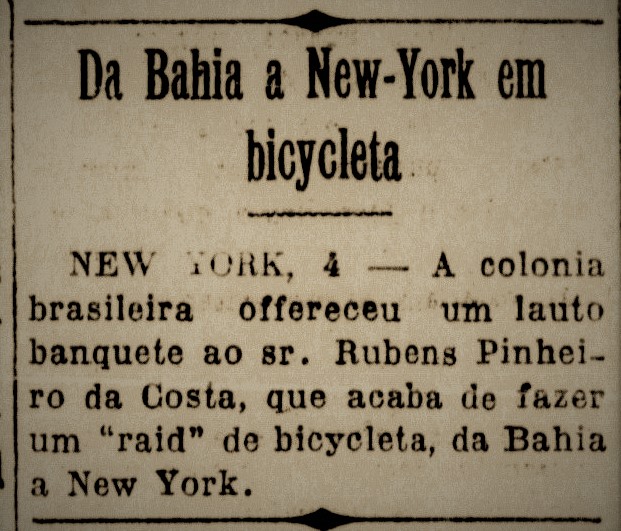 Da Bahia a New-York em
bicycleta
NEW YORK, 4 — A colonia
brasileira offereceu um lauto
banquete ao sr. Rubens Pinhei-
ro da Costa, que acaba de fazer
um “raid” de bicycleta, da Bahia
a New York.